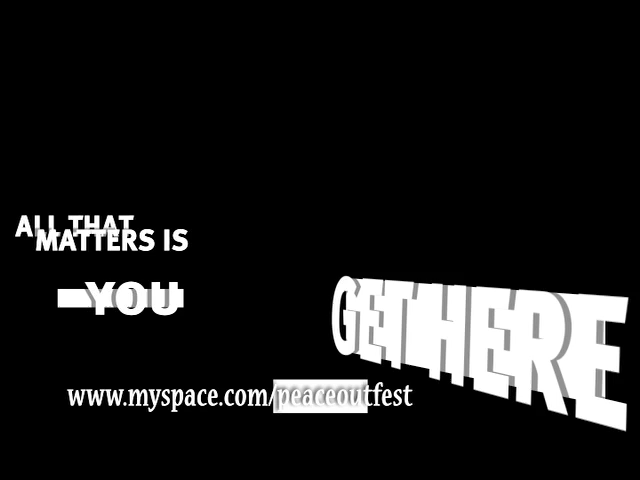 ALL THAT
MATTERS IS
YOU
GET HERE
www.myspace.com/peaceoutfest